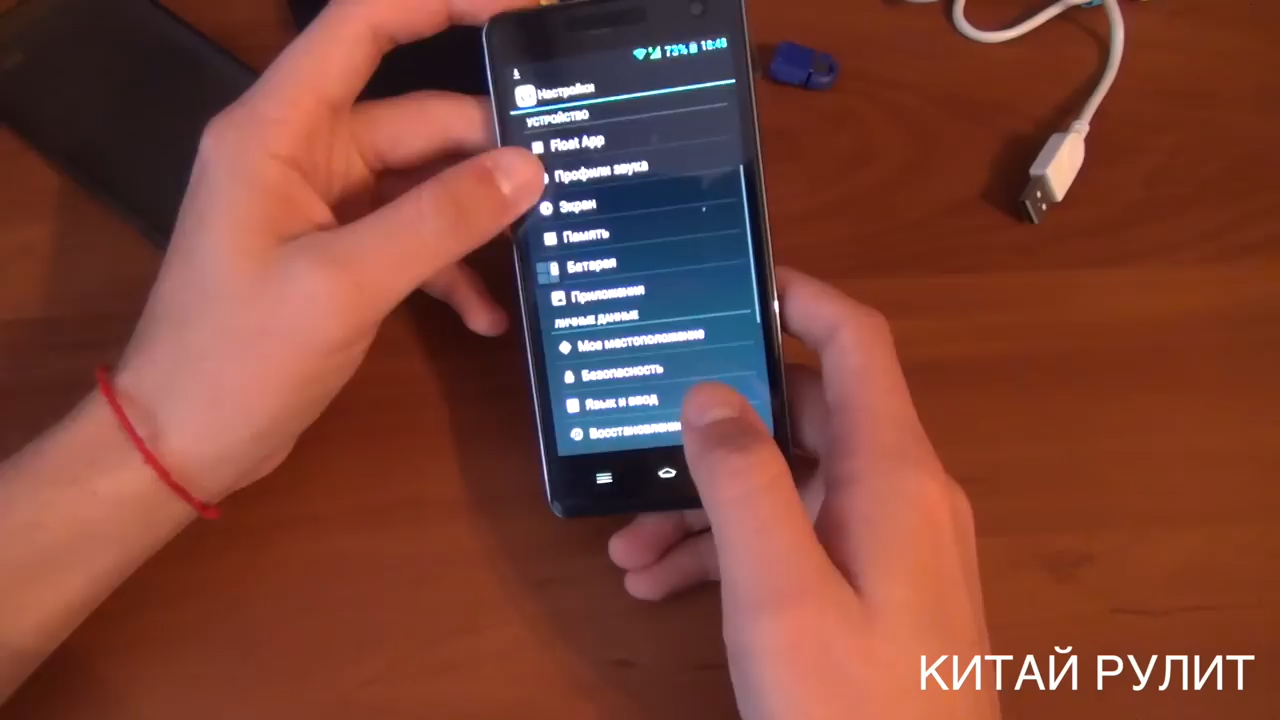 73% 18:48
Настройки
УСТРОЙСТВО
Float App
Профили звука
Экран
Память
Батарея
Приложения
ЛИЧНЫЕ ДАННЫЕ
Мое местоположение
Безопасность
Язык и ввод
КИТАЙ РУЛИТ